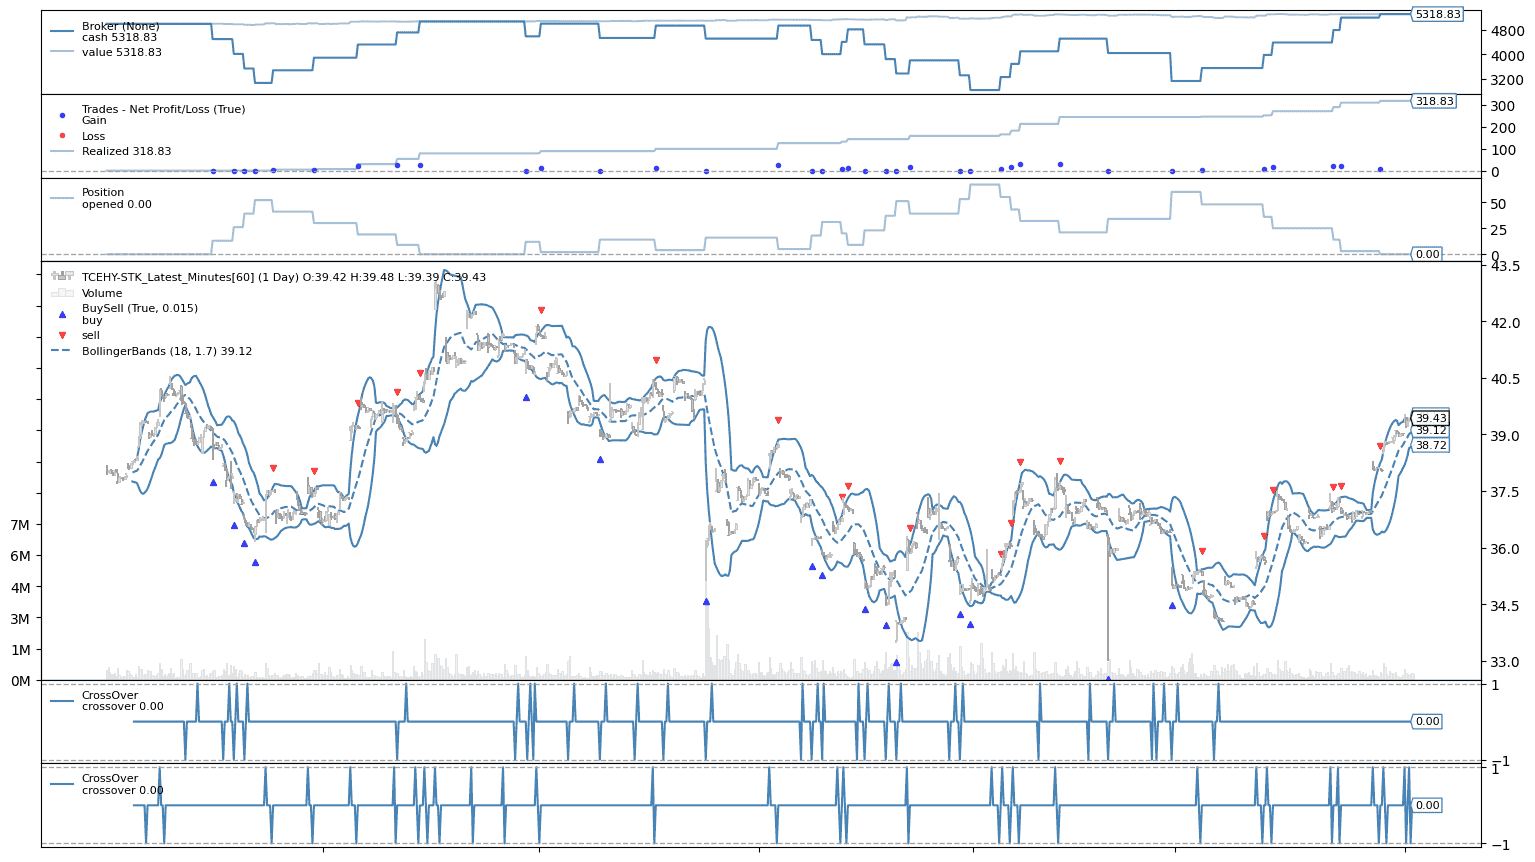 Broker (None)
cash 5318.83
value 5318.83
5318.83
4800
4000
3200
Trades - Net Profit/Loss (True)
Gain
Loss
Realized 318.83
318.83
300
200
100
0
Position
opened 0.00
50
25
0
0.00
TCEHY-STK_Latest_Minutes[60] (1 Day) O:39.42 H:39.48 L:39.39 C:39.43
Volume
BuySell (True, 0.015)
buy
sell
BollingerBands (18, 1.7) 39.12
43.5
42.0
40.5
39.0
37.5
36.0
34.5
33.0
39.43
39.12
38.72
7M
6M
4M
3M
1M
0M
CrossOver
crossover 0.00
1
0.00
−1
CrossOver
crossover 0.00
1
0.00
−1